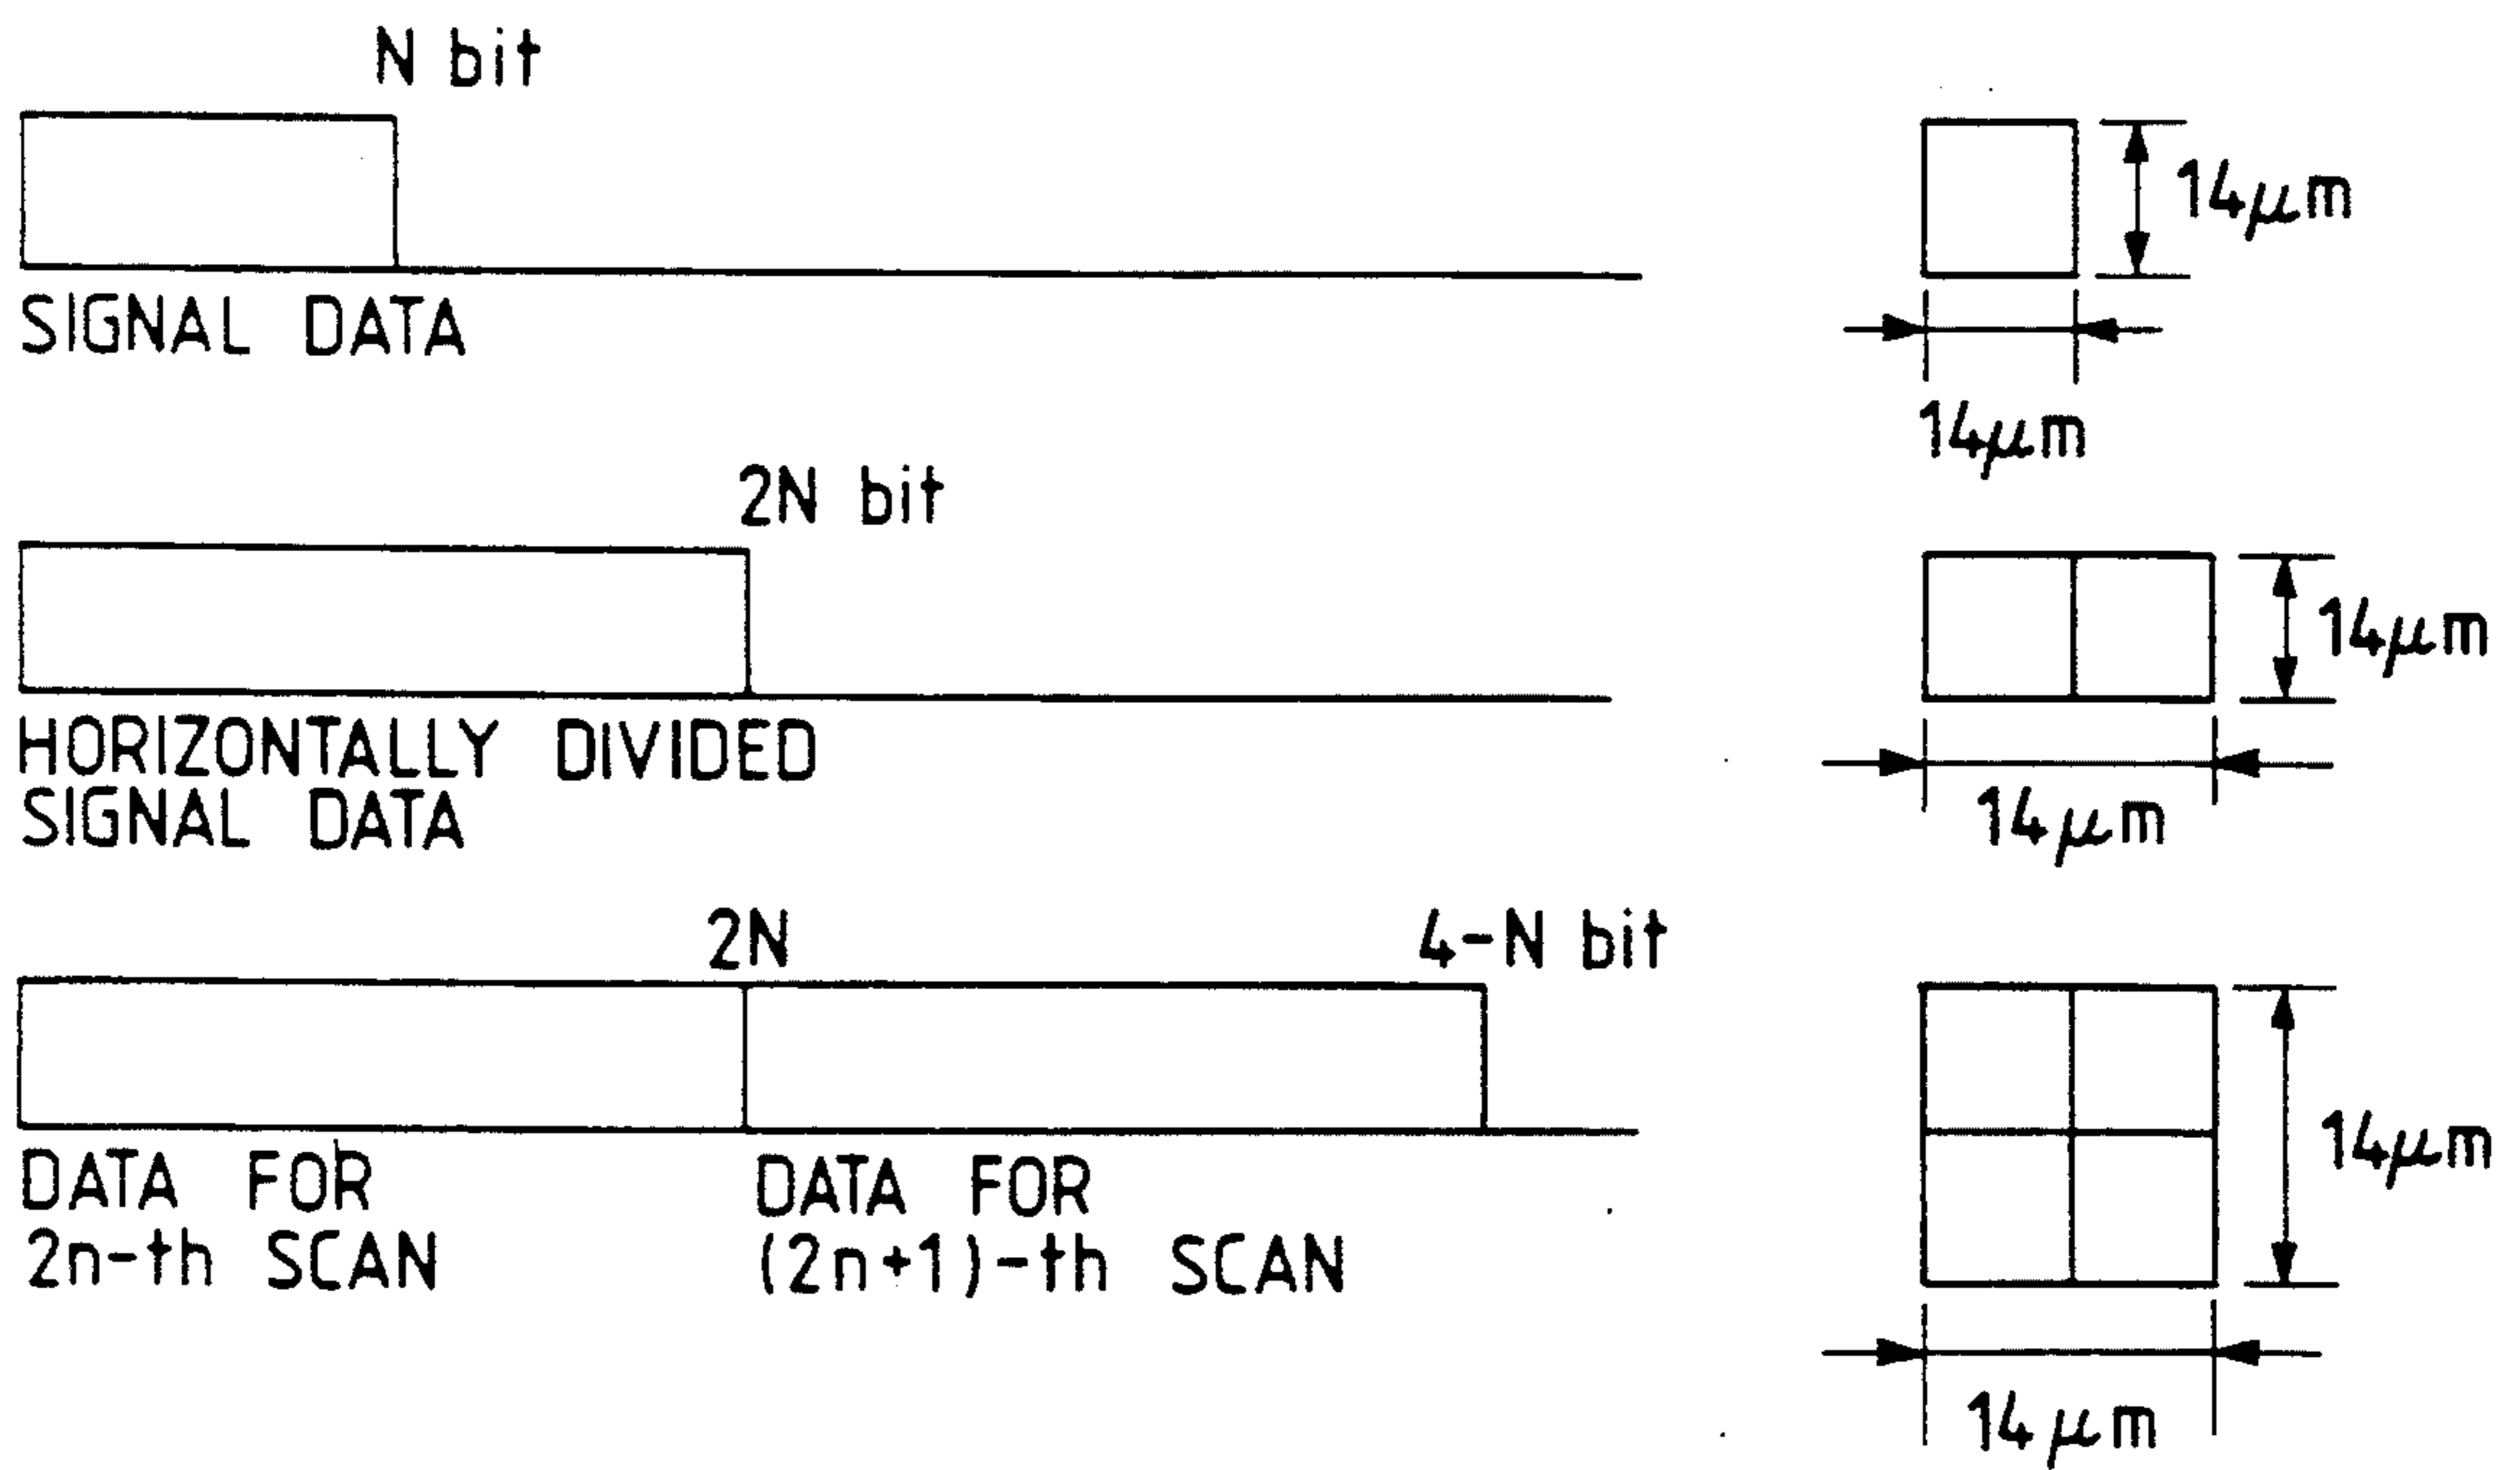 N bit
14μm
SIGNAL DATA
14μm
2N bit
14μm
HORIZONTALLY DIVIDED
SIGNAL DATA
14μm
2N
4-N bit
14μm
DATA FOR
2n-th SCAN
DATA FOR
(2n+1)-th SCAN
14μm